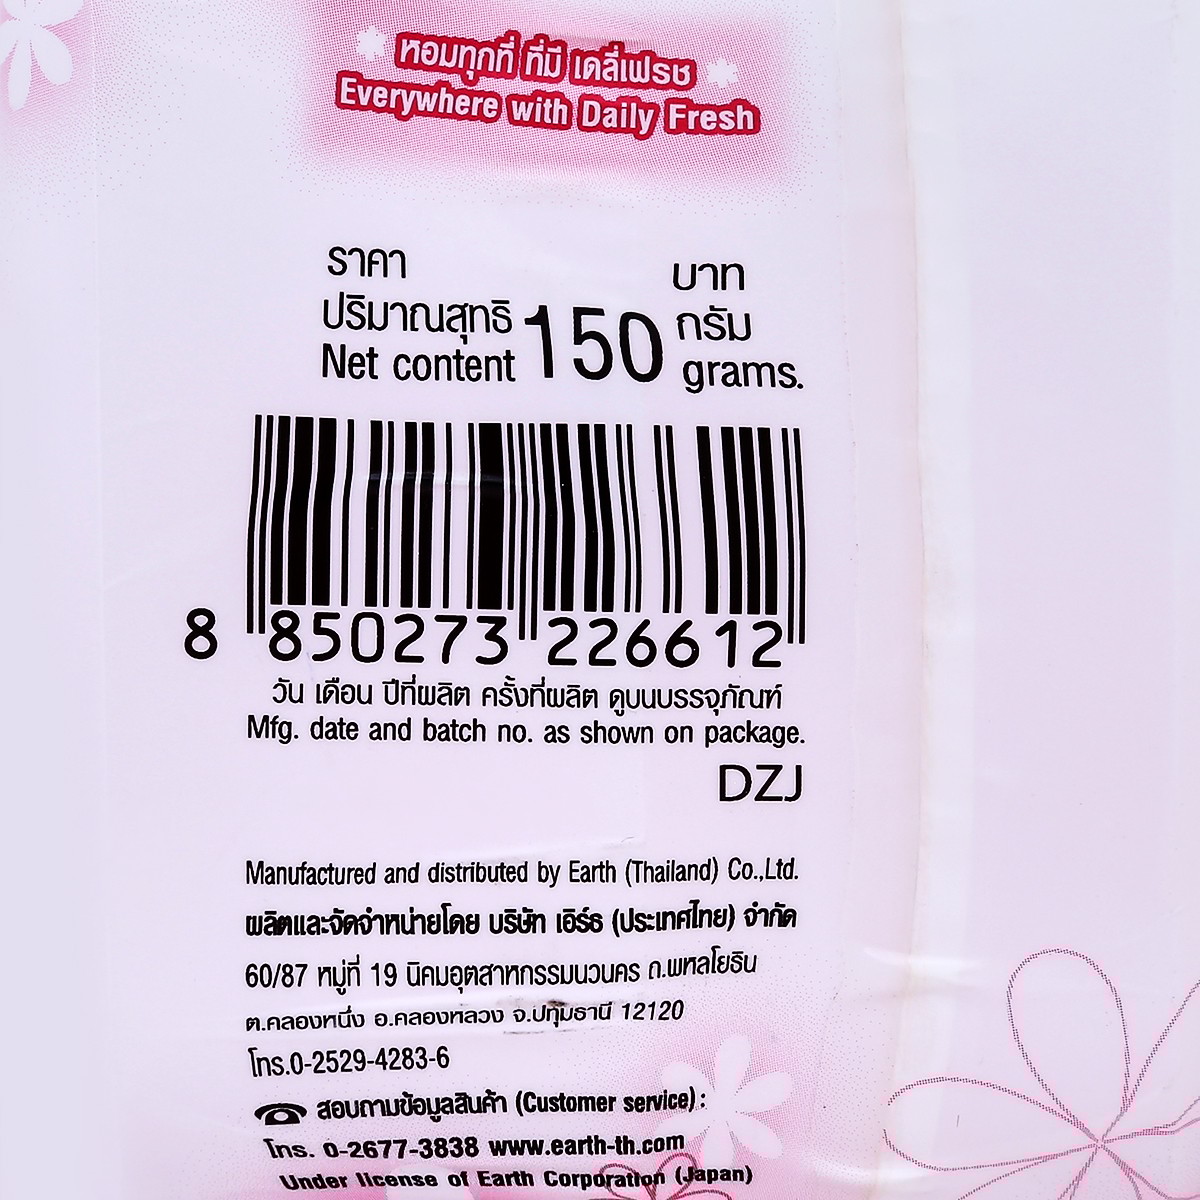 หอมทุกที่ ที่มี เดลี่เฟรช
Everywhere with Daily Fresh
ราคา บาท
ปริมาณสุทธิ 150 กรัม
Net content grams.
8 850273 226612
วัน เดือน ปีที่ผลิต ครั้งที่ผลิต ดูบนบรรจุภัณฑ์
Mfg. date and batch no. as shown on package.
DZJ
Manufactured and distributed by Earth (Thailand) Co.,Ltd.
ผลิตและจัดจำหน่ายโดย บริษัท เอิร์ธ (ประเทศไทย) จำกัด
60/87 หมู่ที่ 19 นิคมอุตสาหกรรมนวนคร ถ.พหลโยธิน
ต.คลองหนึ่ง อ.คลองหลวง จ.ปทุมธานี 12120
โทร.0-2529-4283-6
สอบถามข้อมูลสินค้า (Customer service) :
โทร. 0-2677-3838 www.earth-th.com
Under license of Earth Corporation (Japan)